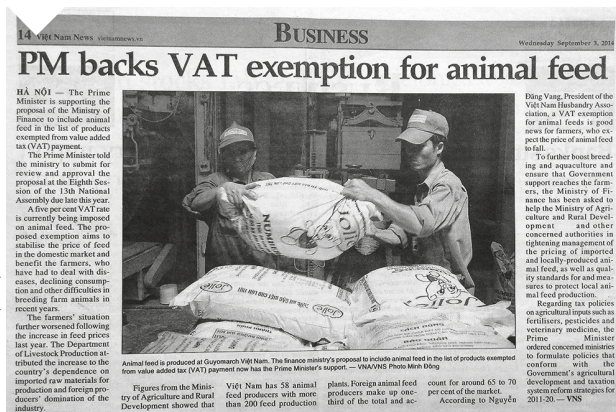 14 Việt Nam News vietnamnews.vn
BUSINESS
Wednesday September 3, 2014
PM backs VAT exemption for animal feed
HÀ NỘI — The Prime
Minister is supporting the
proposal of the Ministry of
Finance to include animal
feed in the list of products
exempted from value added
tax (VAT) payment.
The Prime Minister told
the ministry to submit for
review and approval the
proposal at the Eighth Ses-
sion of the 13th National
Assembly due late this year.
A five per cent VAT rate
is currently being imposed
on animal feed. The pro-
posed exemption aims to
stabilise the price of feed
in the domestic market and
benefit the farmers, who
have had to deal with dis-
eases, declining consump-
tion and other difficulties in
breeding farm animals in
recent years.
The farmers' situation
further worsened following
the increase in feed prices
last year. The Department
of Livestock Production at-
tributed the increase to the
country's dependence on
imported raw materials for
production and foreign pro-
ducers' domination of the
industry.
Jolie
Jolie
Jolie
Animal feed is produced at Guyomarch Việt Nam. The finance ministry's proposal to include animal feed in the list of products exempted
from value added tax (VAT) payment now has the Prime Minister's support. — VNA/VNS Photo Minh Đông
Figures from the Minis-
try of Agriculture and Rural
Development showed that
Việt Nam has 58 animal
feed producers with more
than 200 feed production
plants. Foreign animal feed
producers make up one-
third of the total and ac-
count for around 65 to 70
per cent of the market.
According to Nguyễn
Đăng Vang, President of the
Việt Nam Husbandry Asso-
ciation, a VAT exemption
for animal feeds is good
news for farmers, who ex-
pect the price of animal feed
to fall.
To further boost breed-
ing and aquaculture and
ensure that Government
support reaches the farm-
ers, the Ministry of Fi-
nance has been asked to
help the Ministry of Agri-
culture and Rural Devel-
opment and other
concerned authorities in
tightening management of
the pricing of imported
and locally-produced ani-
mal feed, as well as qual-
ity standards for and mea-
sures to protect local ani-
mal feed production.
Regarding tax policies
on agricultural inputs such as
fertilisers, pesticides and
veterinary medicine, the
Prime Minister
ordered concerned ministries
to formulate policies that
conform with the
Government's agricultural
development and taxation
system reform strategies for
2011-20. — VNS